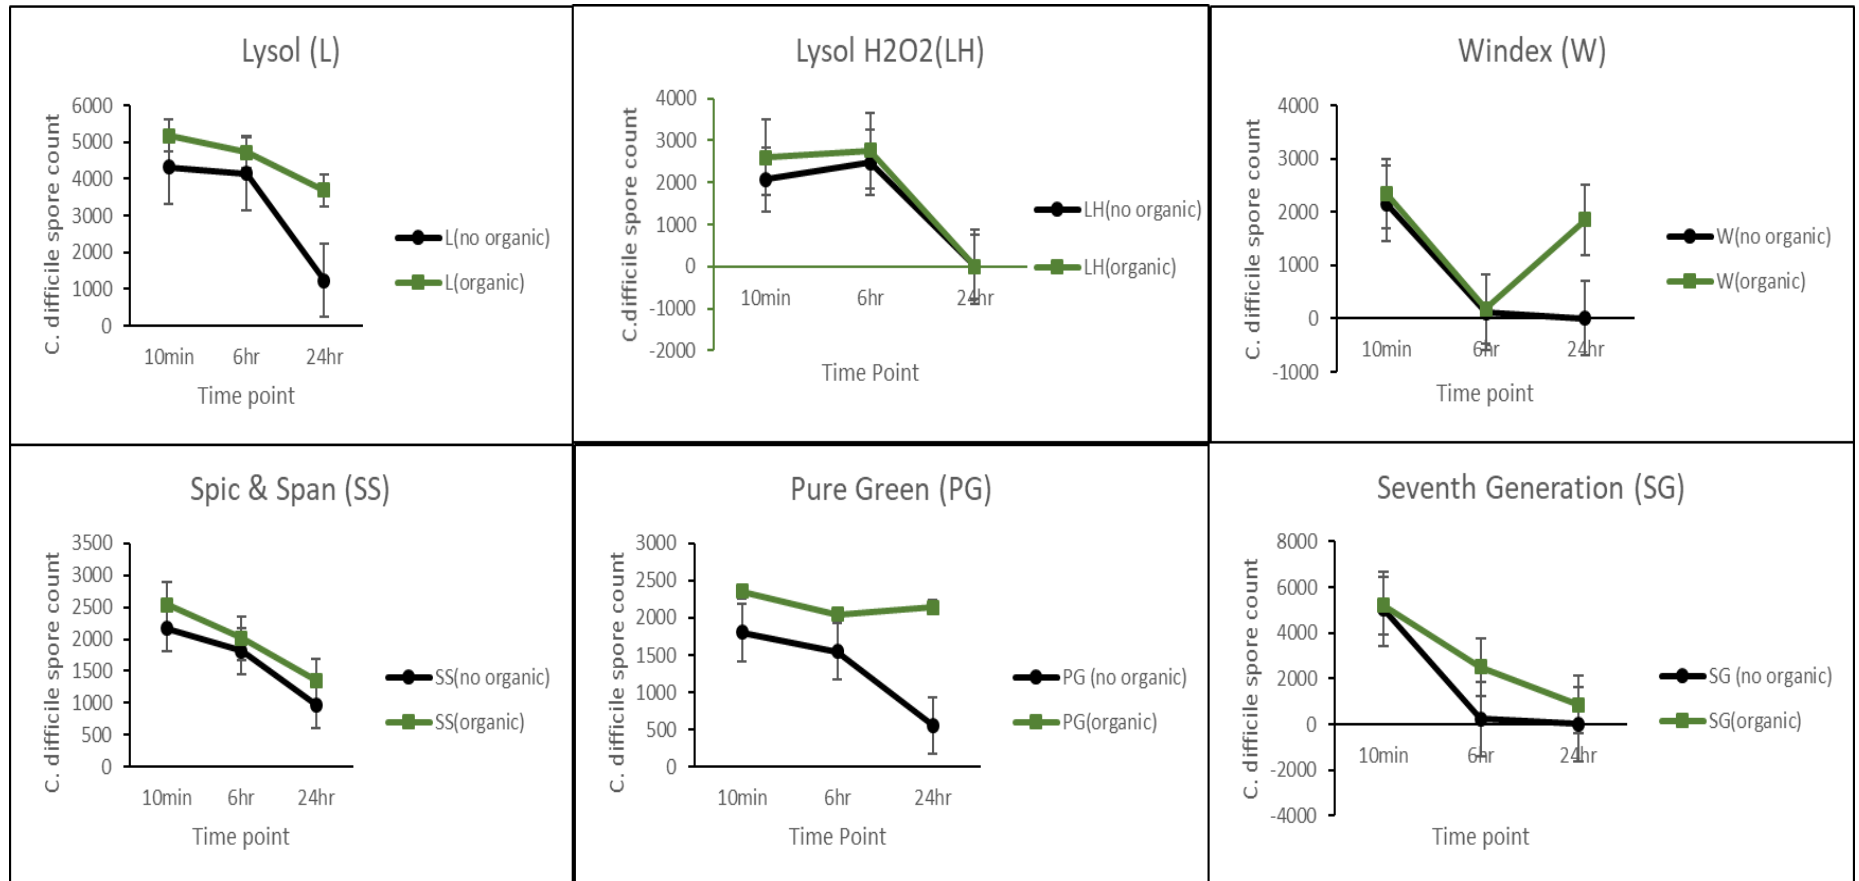 Lysol (L)
C. difficile spore count
6000
5000
4000
3000
2000
1000
0
10min 6hr 24hr
Time point
L(no organic)
L(organic)
Lysol H2O2(LH)
C.difficile spore count
4000
3000
2000
1000
0
-1000
-2000
10min 6hr 24hr
Time Point
LH(no organic)
LH(organic)
Windex (W)
C. difficile spore count
4000
3000
2000
1000
0
-1000
10min 6hr 24hr
Time point
W(no organic)
W(organic)
Spic & Span (SS)
C. difficile spore count
3500
3000
2500
2000
1500
1000
500
0
10min 6hr 24hr
Time point
SS(no organic)
SS(organic)
Pure Green (PG)
C. difficile spore count
3000
2500
2000
1500
1000
500
0
10min 6hr 24hr
Time Point
PG (no organic)
PG(organic)
Seventh Generation (SG)
C. difficile spore count
8000
6000
4000
2000
0
-2000
-4000
10min 6hr 24hr
Time point
SG (no organic)
SG(organic)